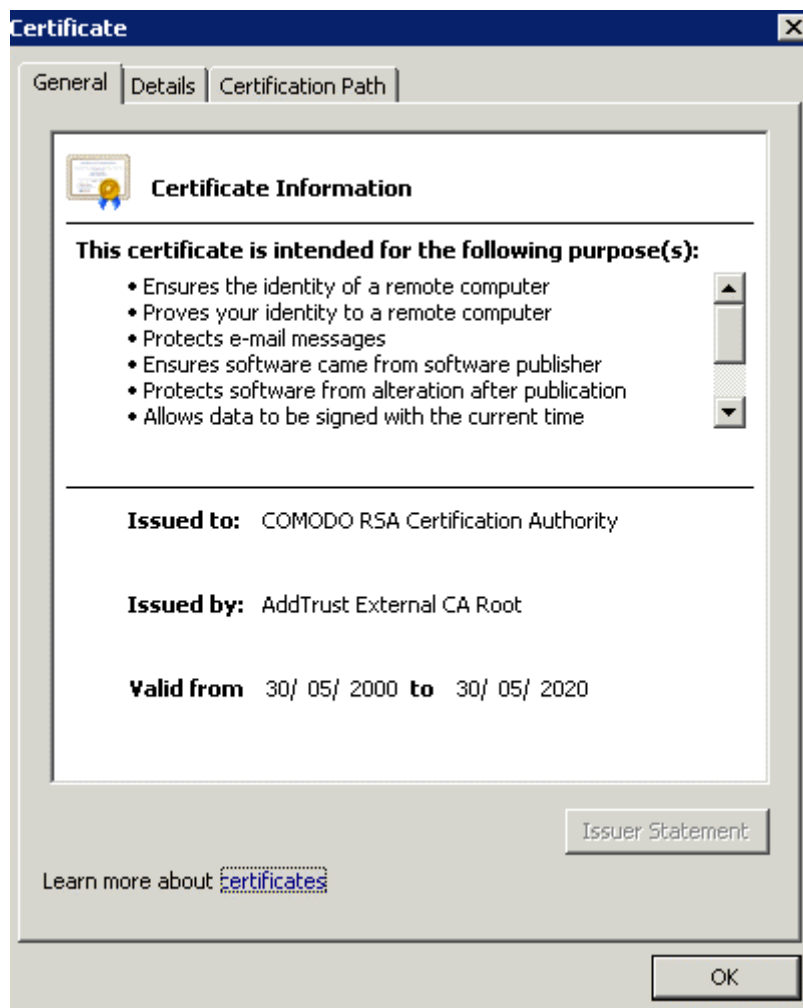 Certificate
General Details Certification Path
Certificate Information
This certificate is intended for the following purpose(s):
• Ensures the identity of a remote computer
• Proves your identity to a remote computer
• Protects e-mail messages
• Ensures software came from software publisher
• Protects software from alteration after publication
• Allows data to be signed with the current time
Issued to: COMODO RSA Certification Authority
Issued by: AddTrust External CA Root
Valid from 30/ 05/ 2000 to 30/ 05/ 2020
Issuer Statement
Learn more about certificates
OK